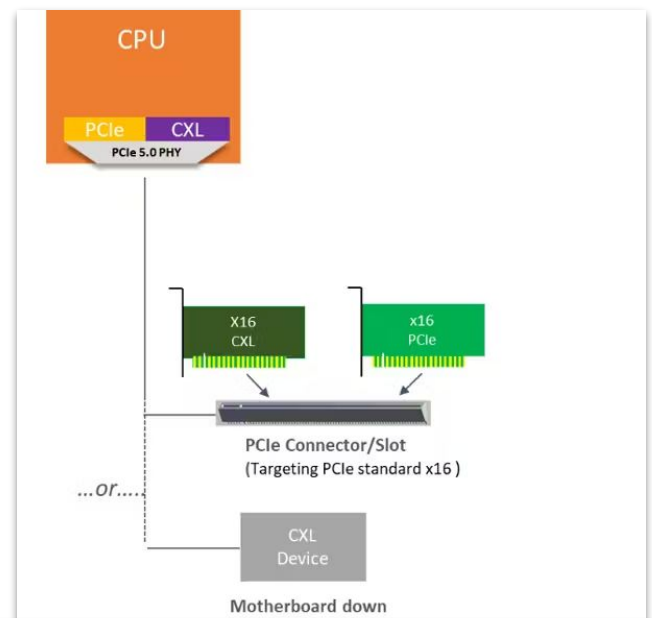 CPU
PCIe CXL
PCIe 5.0 PHY
X16
CXL
x16
PCIe
PCIe Connector/Slot
(Targeting PCIe standard x16 )
...or.....
CXL
Device
Motherboard down